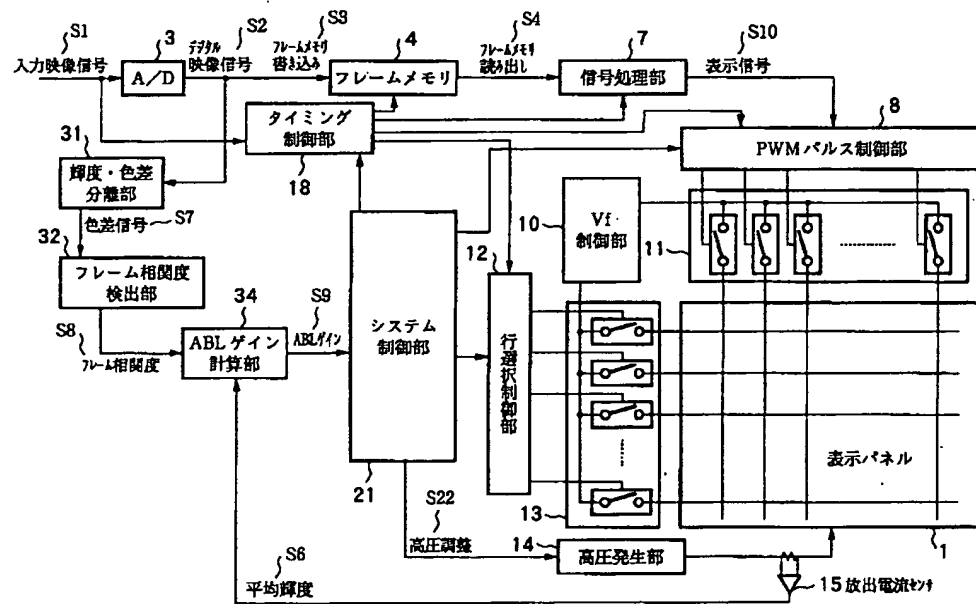 S1
3
S2
S3
4
S4
7
S10
入力映像信号
A/D
デジタル
映像信号
フレームメモリ
書き込み
フレームメモリ
フレームメモリ
読み出し
信号処理部
表示信号
8
タイミング
制御部
18
PWMパルス制御部
31
輝度・色差
分離部
色差信号
S7
32
フレーム相関度
検出部
S8
フレーム相関度
34
ABLゲイン
計算部
S9
ABLゲイン
システム
制御部
21
10
Vf
制御部
11
12
行選択制御部
13
表示パネル
1
S22
高圧調整
14
高圧発生部
S6
平均輝度
15 放出電流センサ